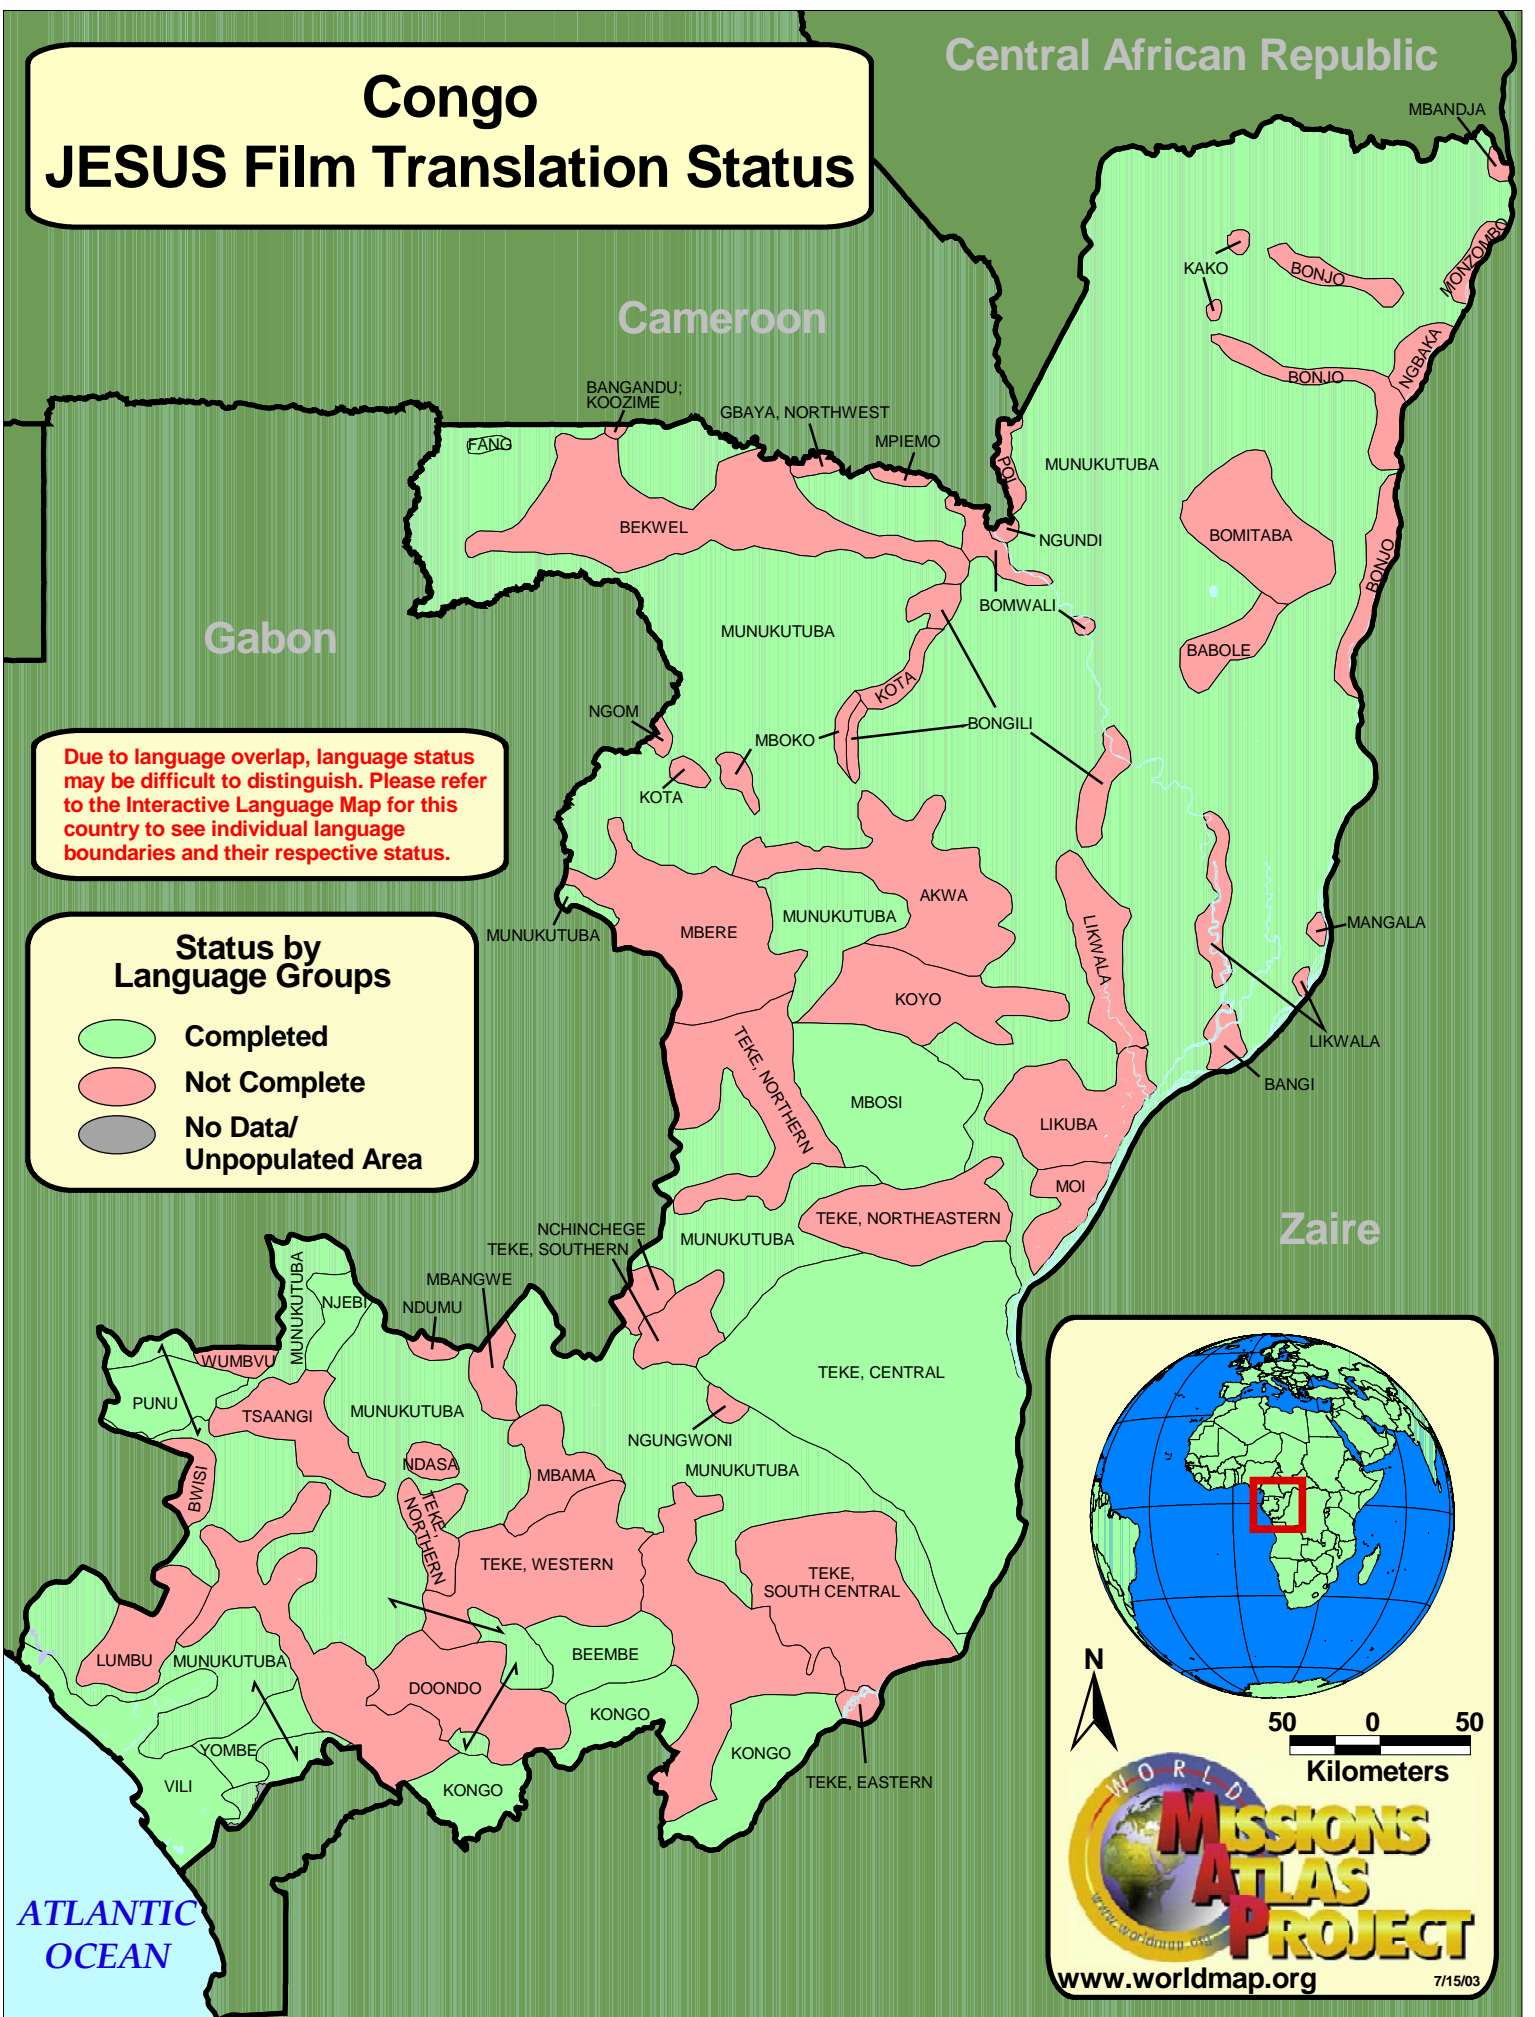 Congo
JESUS Film Translation Status
Central African Republic
MBANDJA
MONZOMBO
KAKO
BONJO
Cameroon
NGBAKA
BONJO
BANGANDU;
KOOZIME
GBAYA, NORTHWEST
MPIEMO
FANG
POL
MUNUKUTUBA
BEKWEL
NGUNDI
BOMITABA
BONJO
BOMWALI
Gabon
MUNUKUTUBA
BABOLE
KOTA
NGOM
MBOKO
BONGILI
KOTA
Due to language overlap, language status
may be difficult to distinguish. Please refer
to the Interactive Language Map for this
country to see individual language
boundaries and their respective status.
AKWA
MUNUKUTUBA
MUNUKUTUBA
MBERE
LIKWALA
MANGALA
Status by
Language Groups
Completed
Not Complete
No Data/
Unpopulated Area
KOYO
LIKWALA
BANGI
TEKE, NORTHERN
MBOSI
LIKUBA
MOI
TEKE, NORTHEASTERN
Zaire
NCHINCHEGE
TEKE, SOUTHERN
MUNUKUTUBA
MUNUKUTUBA
MBANGWE
NJEBI
NDUMU
WUMBVU
TEKE, CENTRAL
PUNU
TSAANGI
MUNUKUTUBA
NGUNGWONI
NDASA
MBAMA
MUNUKUTUBA
BWISI
TEKE,
NORTHERN
TEKE, WESTERN
TEKE,
SOUTH CENTRAL
LUMBU
MUNUKUTUBA
BEEMBE
DOONDO
KONGO
YOMBE
KONGO
VILI
KONGO
TEKE, EASTERN
N
50 0 50
Kilometers
WORLD
MISSIONS
ATLAS
PROJECT
www.worldmap.org
www.worldmap.org
7/15/03
ATLANTIC
OCEAN